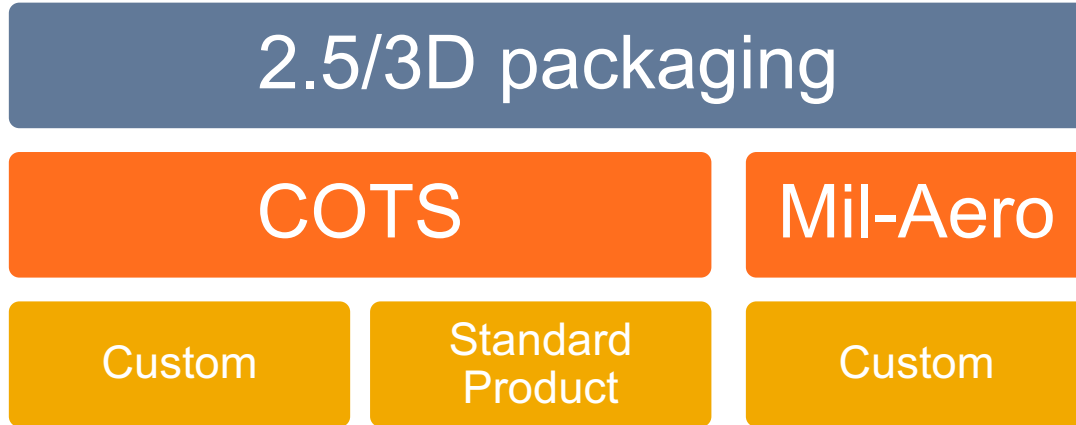 2.5/3D packaging
COTS
Mil-Aero
Custom
Standard
Product
Custom